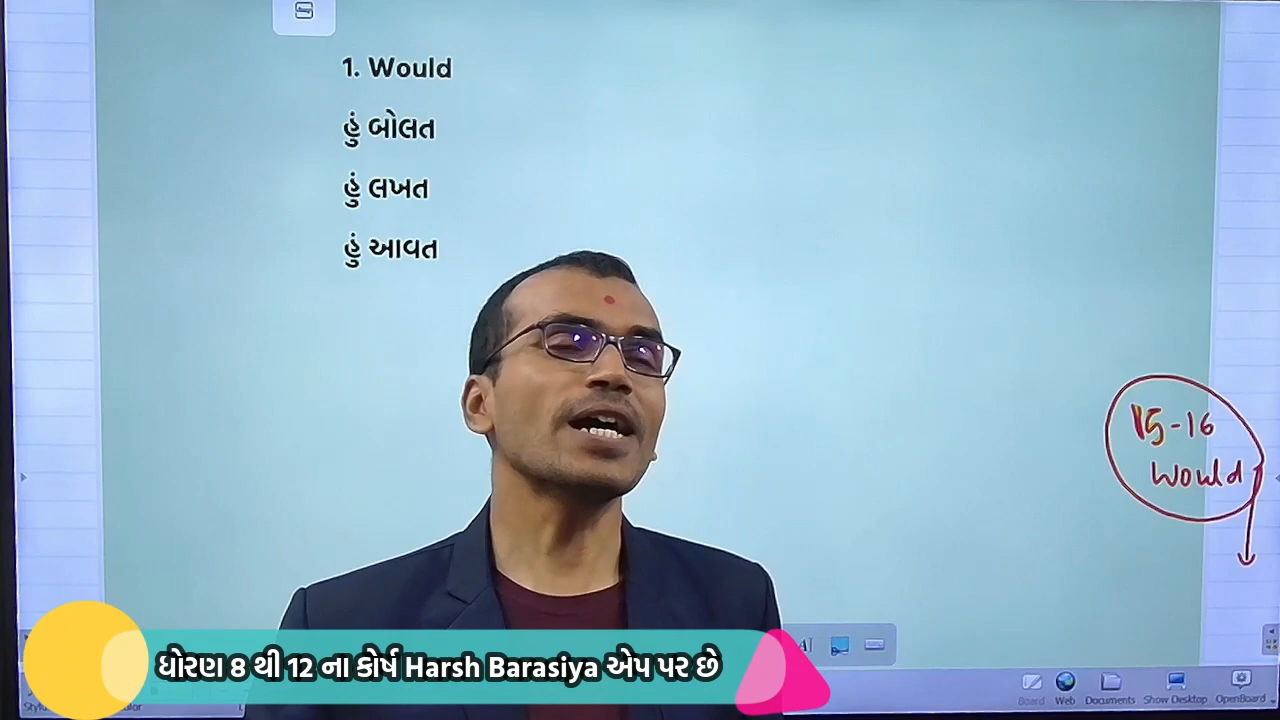 1. Would
હું બોલત
હું લખત
હું આવત
15-16
Would
ધોરણ 8 થી 12 ના કોર્ષ Harsh Barasiya એપ પર છે
Board
Web
Documents
Show Desktop
OpenBoard